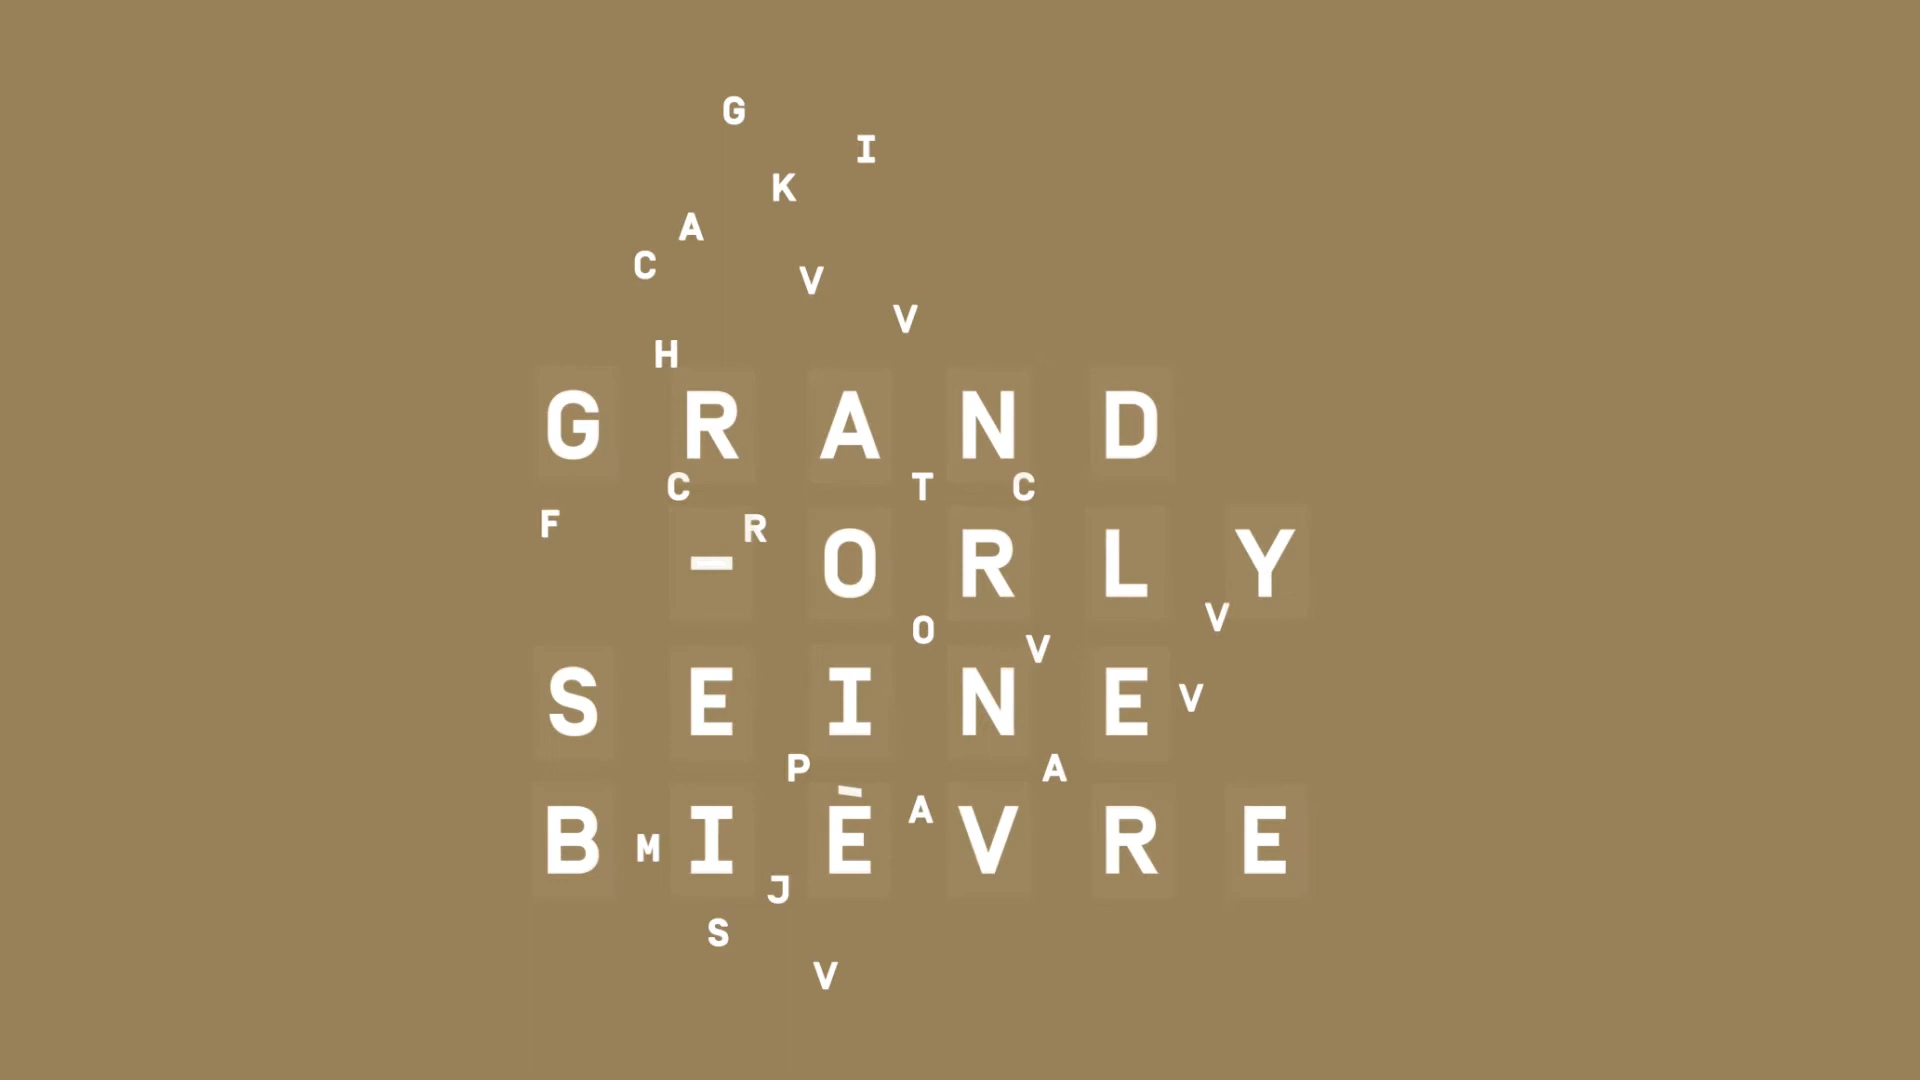 G
I
K
A
C
V
V
H
GRAND
C T C
F R
-ORLY
V
O
V
SEINE
V
P A
A
BIÈVRE
M
J
S
V